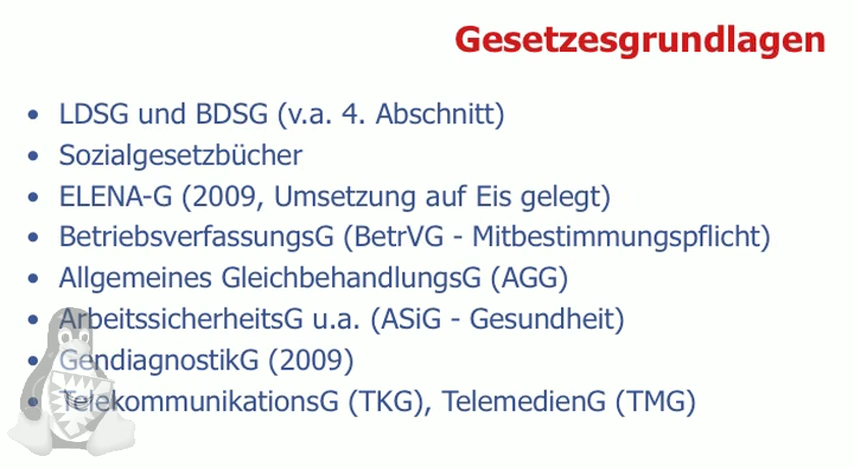 Gesetzesgrundlagen
• LDSG und BDSG (v.a. 4. Abschnitt)
• Sozialgesetzbücher
• ELENA-G (2009, Umsetzung auf Eis gelegt)
• BetriebsverfassungsG (BetrVG - Mitbestimmungspflicht)
• Allgemeines GleichbehandlungsG (AGG)
• ArbeitssicherheitsG u.a. (ASiG - Gesundheit)
• GendiagnostikG (2009)
• TelekommunikationsG (TKG), TelemedienG (TMG)